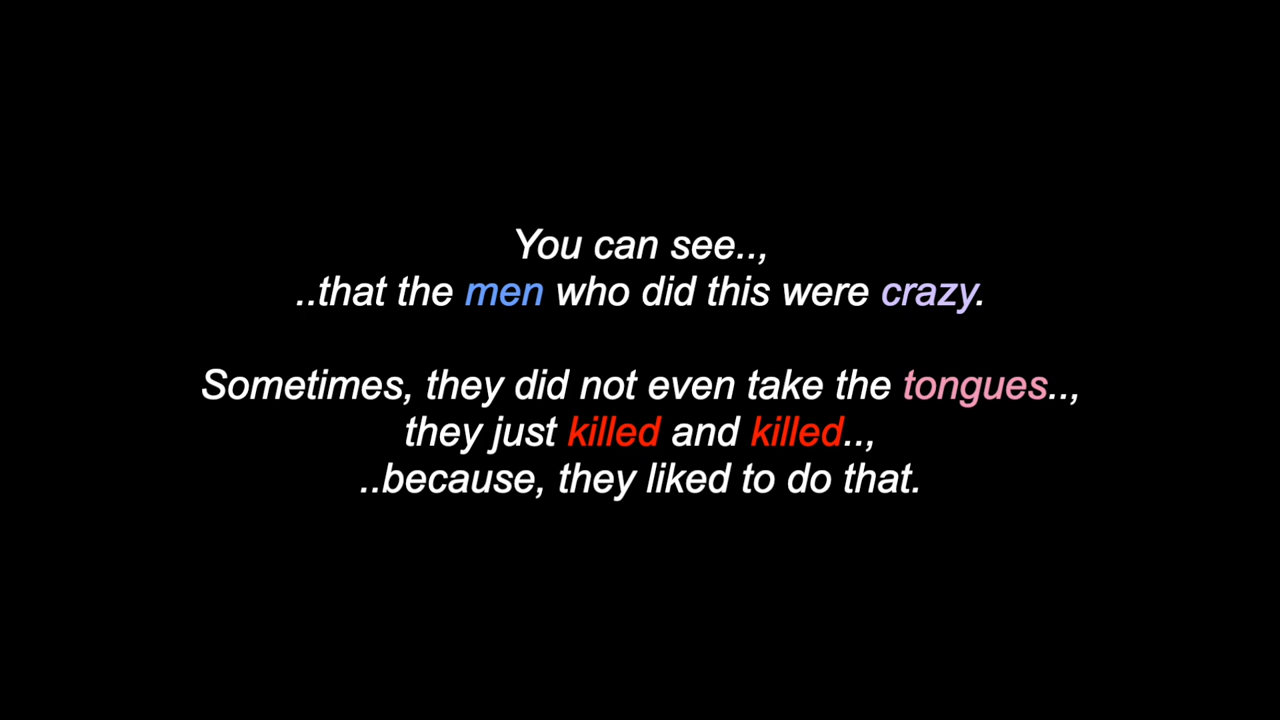 You can see..,
..that the men who did this were crazy.
Sometimes, they did not even take the tongues..,
they just killed and killed..,
..because, they liked to do that.